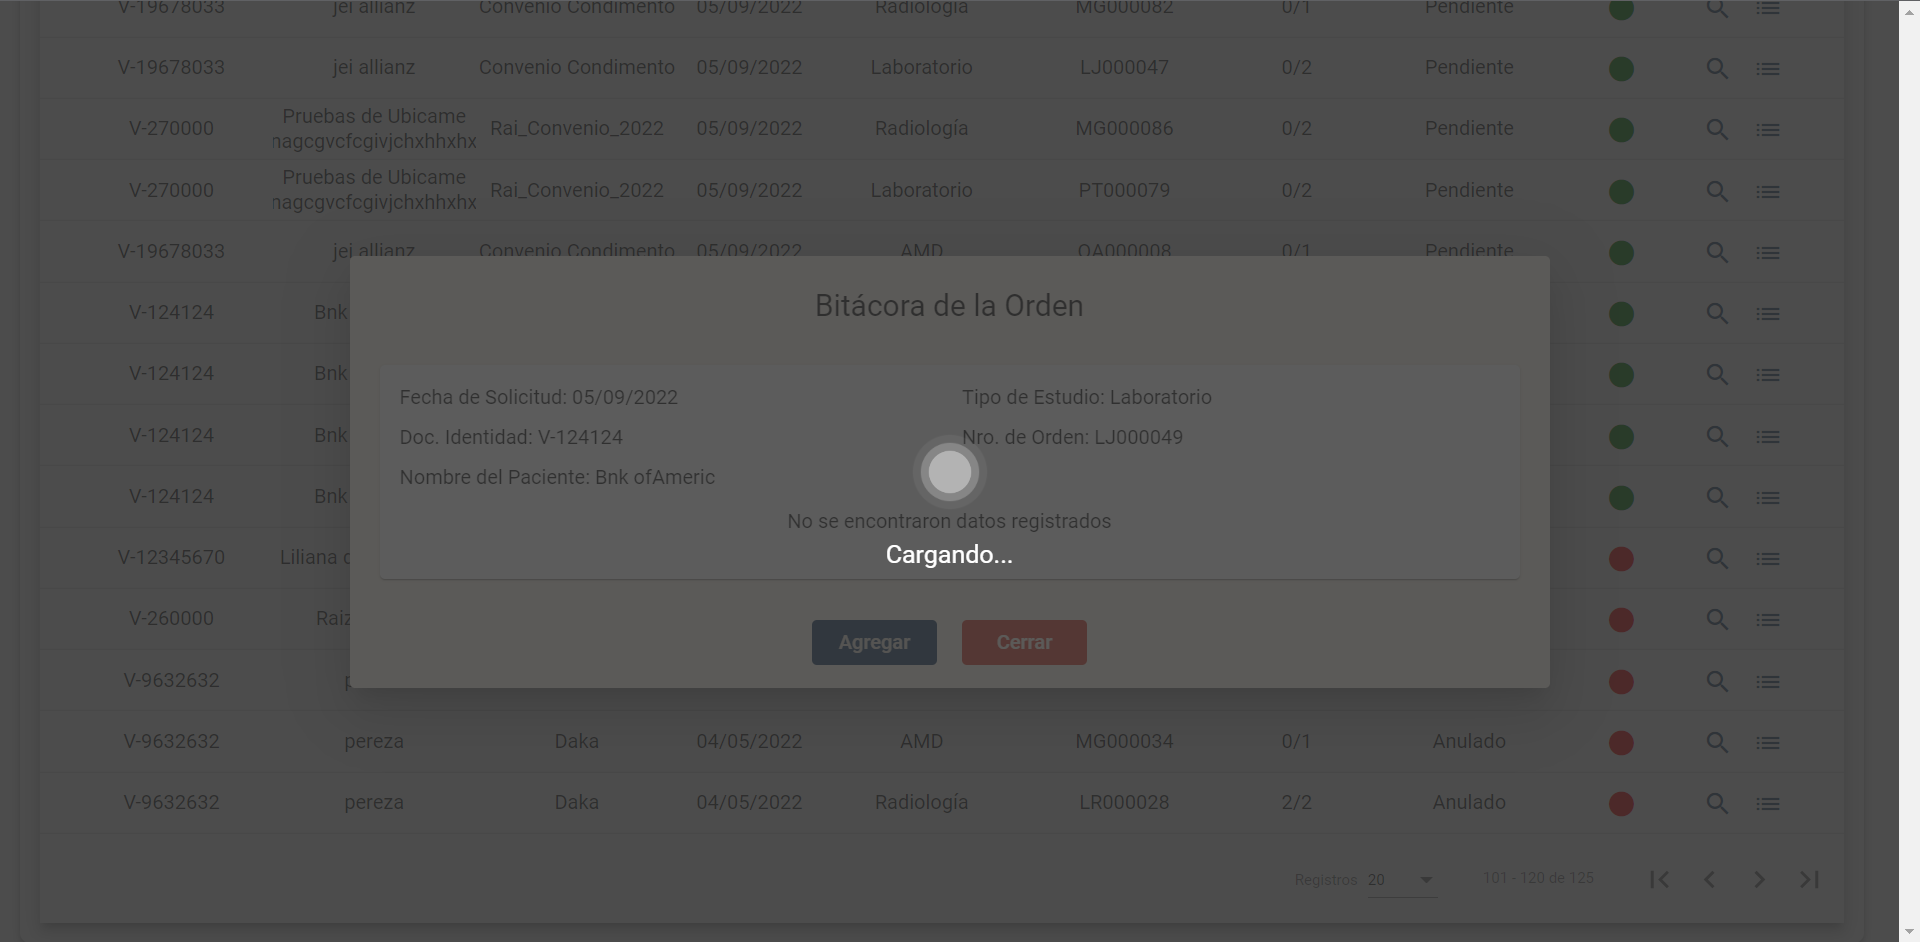 V-19678033 jei allianz Convenio Condimento 05/09/2022 Radiología MG000082 0/1 Pendiente
V-19678033 jei allianz Convenio Condimento 05/09/2022 Laboratorio LJ000047 0/2 Pendiente
V-270000 Pruebas de Ubicame nagcgvcfcgivjchxhhxhx Rai_Convenio_2022 05/09/2022 Radiología MG000086 0/2 Pendiente
V-270000 Pruebas de Ubicame nagcgvcfcgivjchxhhxhx Rai_Convenio_2022 05/09/2022 Laboratorio PT000079 0/2 Pendiente
V-19678033 jei allianz Convenio Condimento 05/09/2022 AMD OA000008 0/1 Pendiente
V-124124 Bnk
V-124124 Bnk
V-124124 Bnk
V-124124 Bnk
V-12345670 Liliana
V-260000 Raiz
V-9632632 p
V-9632632 pereza Daka 04/05/2022 AMD MG000034 0/1 Anulado
V-9632632 pereza Daka 04/05/2022 Radiología LR000028 2/2 Anulado
Bitácora de la Orden
Fecha de Solicitud: 05/09/2022
Tipo de Estudio: Laboratorio
Doc. Identidad: V-124124
Nro. de Orden: LJ000049
Nombre del Paciente: Bnk ofAmeric
No se encontraron datos registrados
Cargando...
Agregar
Cerrar
Registros 20 101 - 120 de 125